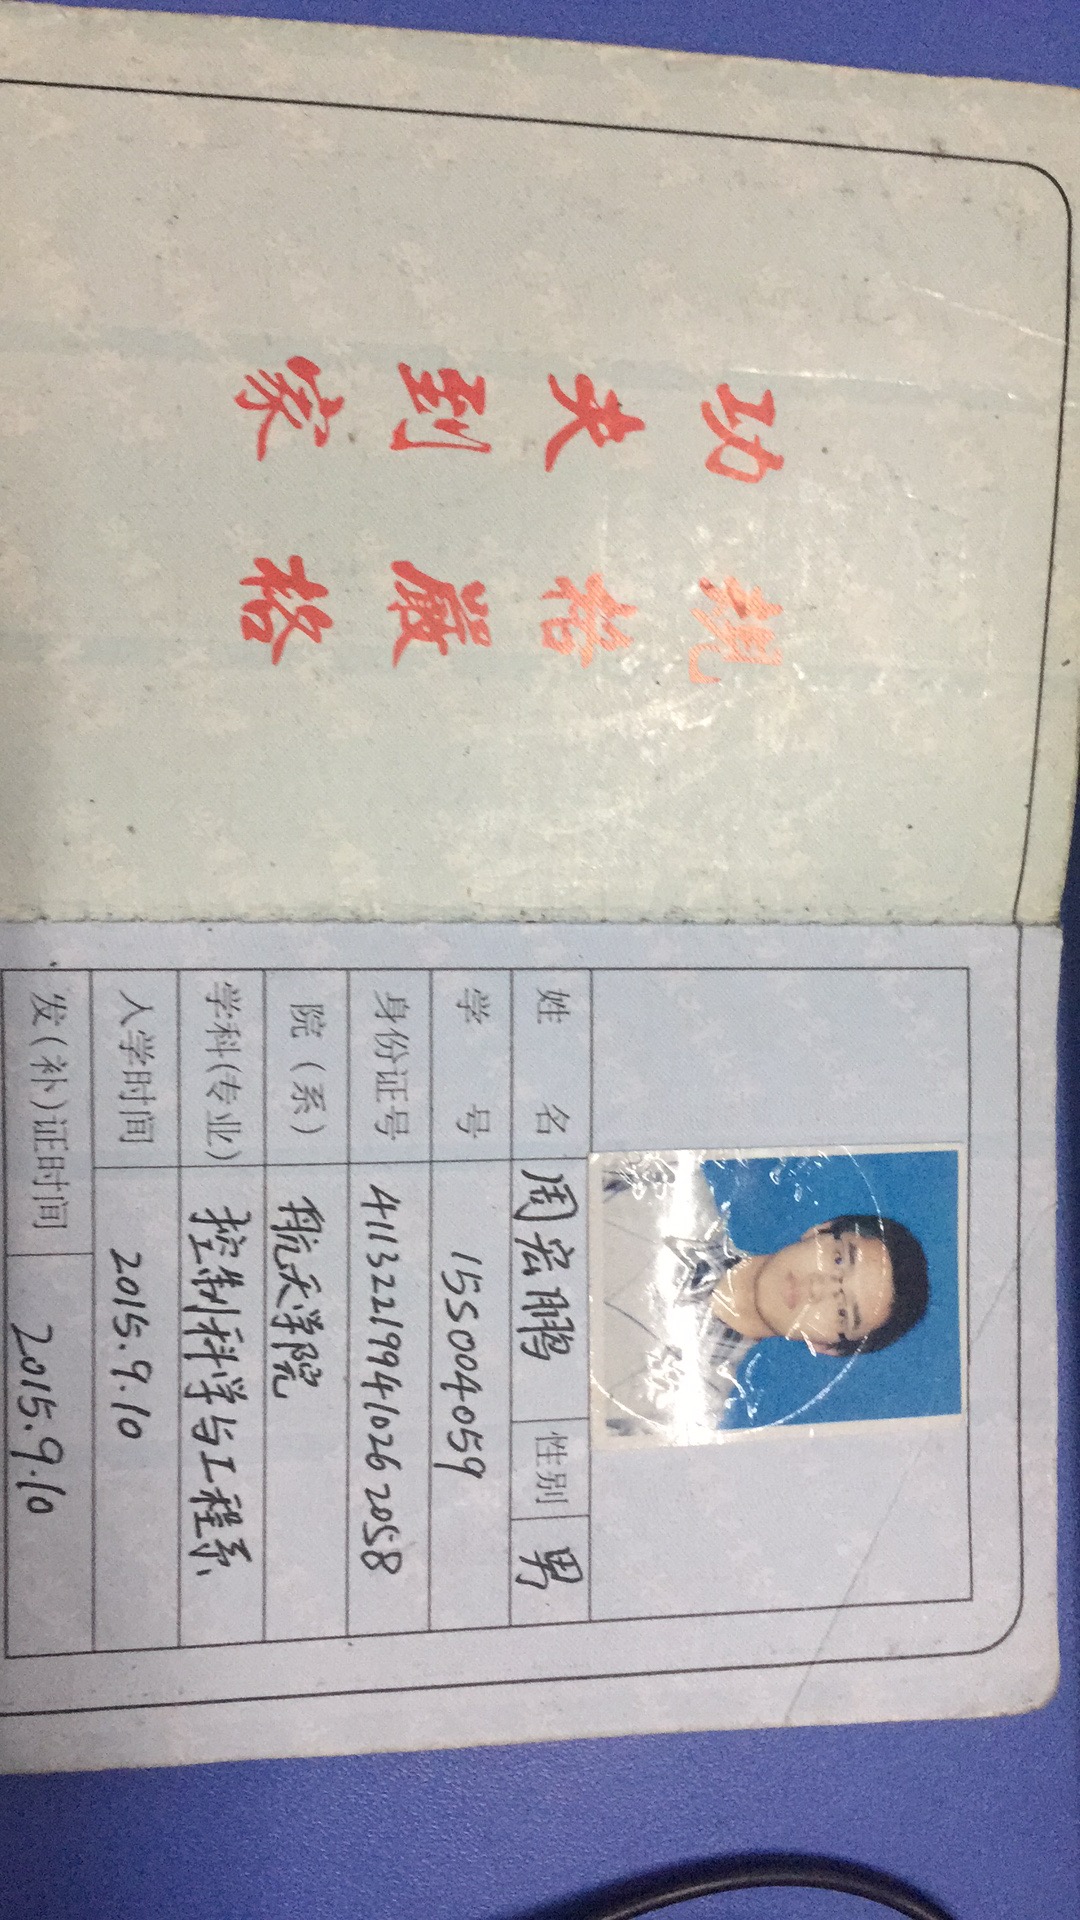 规格严格
功夫到家
姓名 周宏鹏 性别 男
学号 15S004059
身份证号 411322199410262058
院（系） 航天学院
学科(专业) 控制科学与工程系
入学时间 2015.9.10
发(补)证时间 2015.9.10